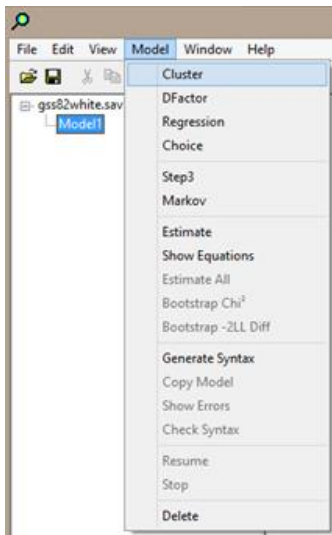 File Edit View Model Window Help
gss82white.sav
Model1
Cluster
DFactor
Regression
Choice
Step3
Markov
Estimate
Show Equations
Estimate All
Bootstrap Chi²
Bootstrap -2LL Diff
Generate Syntax
Copy Model
Show Errors
Check Syntax
Resume
Stop
Delete